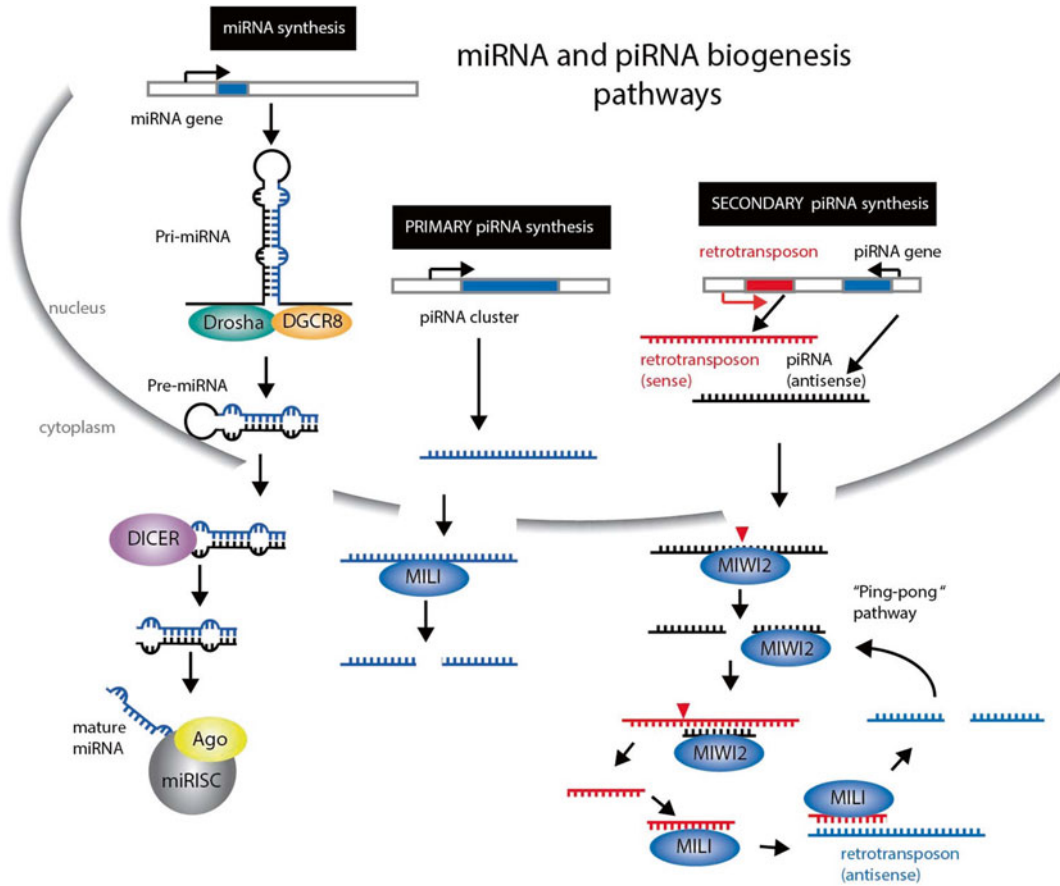 miRNA synthesis
miRNA and piRNA biogenesis
pathways
miRNA gene
Pri-miRNA
nucleus
Drosha
DGCR8
Pre-miRNA
cytoplasm
DICER
mature
miRNA
Ago
miRISC
PRIMARY piRNA synthesis
piRNA cluster
MILI
SECONDARY piRNA synthesis
retrotransposon
piRNA gene
retrotransposon
(sense)
piRNA
(antisense)
MIWI2
"Ping-pong"
pathway
MIWI2
MIWI2
MILI
MILI
retrotransposon
(antisense)